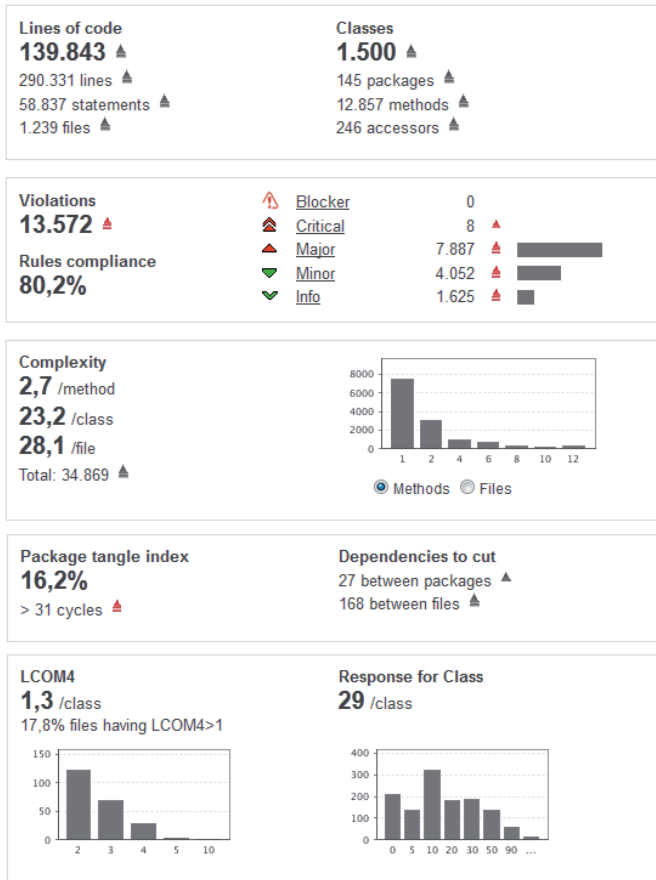 Lines of code
139.843
290.331 lines
58.837 statements
1.239 files
Classes
1.500
145 packages
12.857 methods
246 accessors
Violations
13.572
Rules compliance
80,2%
Blocker 0
Critical 8
Major 7.887
Minor 4.052
Info 1.625
Complexity
2,7 /method
23,2 /class
28,1 /file
Total: 34.869
8000
6000
4000
2000
0
1 2 4 6 8 10 12
Methods Files
Package tangle index
16,2%
> 31 cycles
Dependencies to cut
27 between packages
168 between files
LCOM4
1,3 /class
17,8% files having LCOM4>1
150
100
50
0
2 3 4 5 10
Response for Class
29 /class
400
300
200
100
0
0 5 10 20 30 50 90 ...